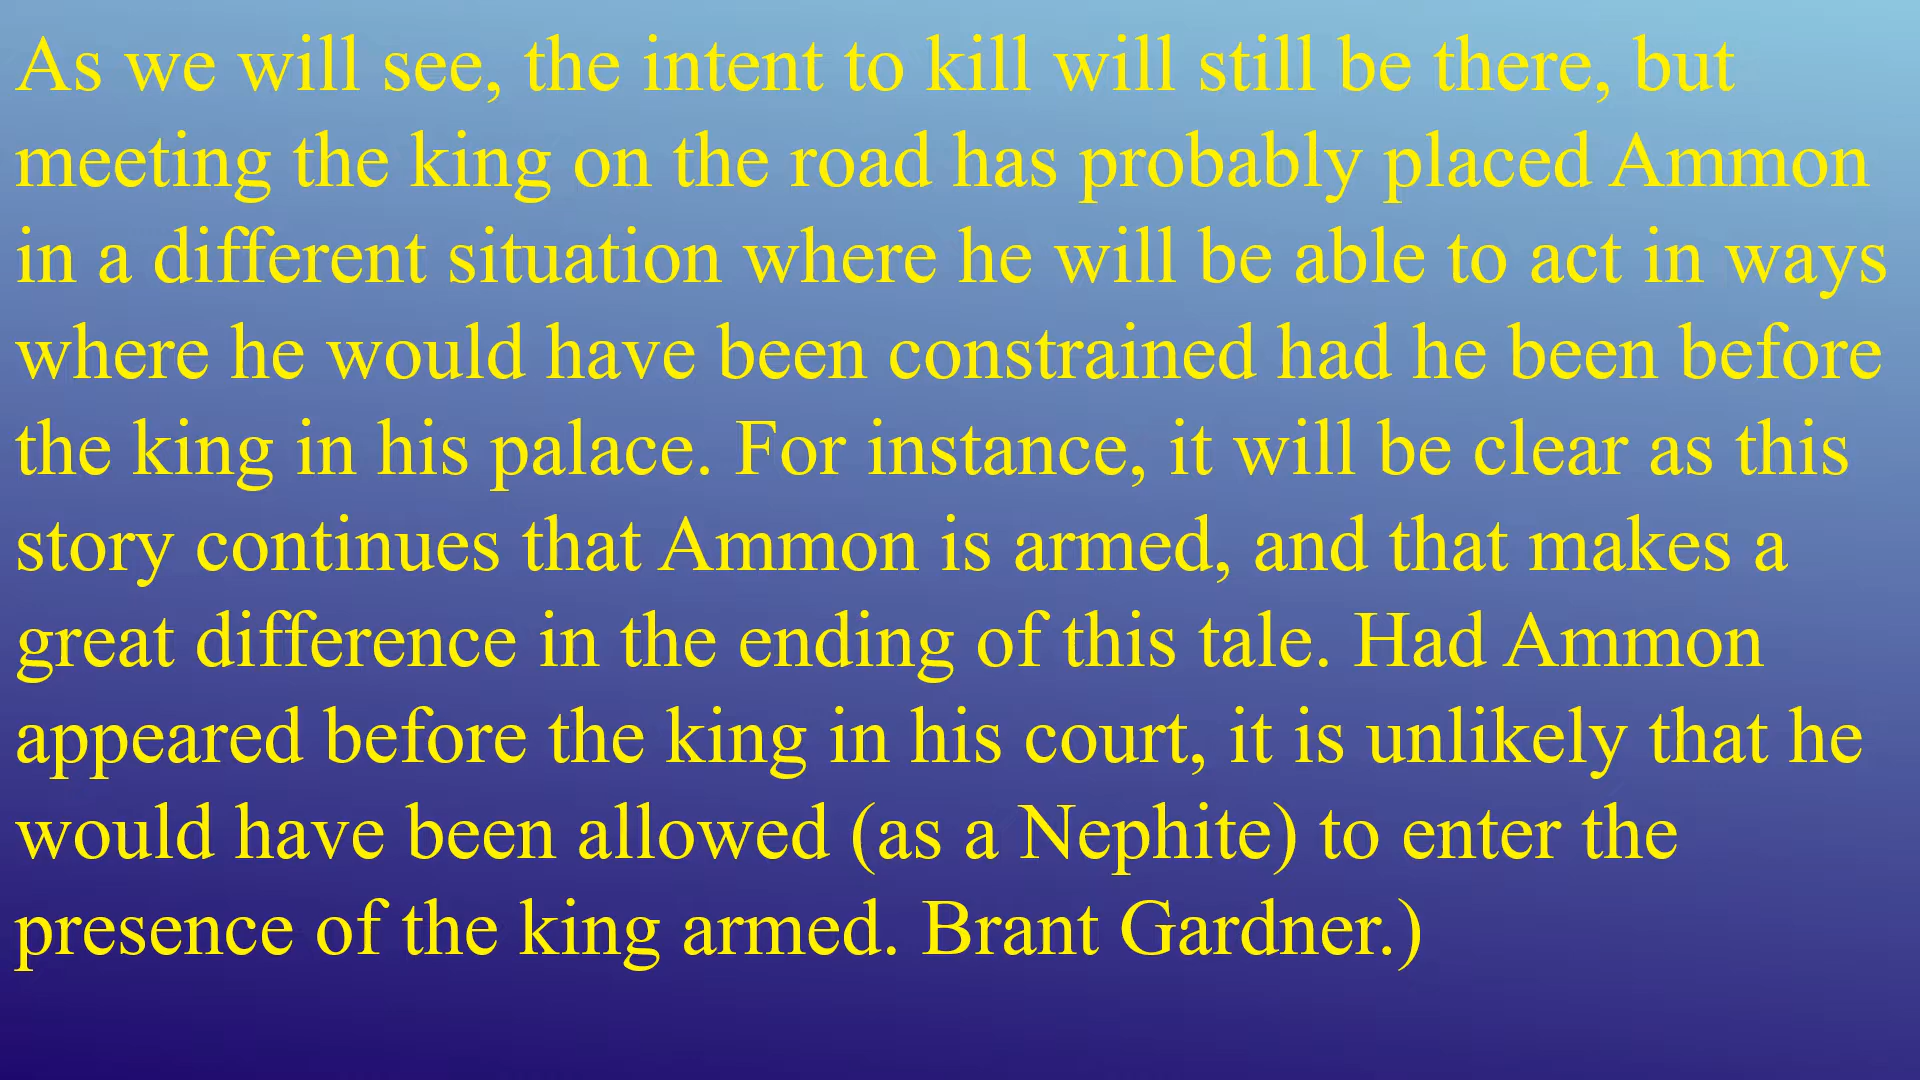 As we will see, the intent to kill will still be there, but
meeting the king on the road has probably placed Ammon
in a different situation where he will be able to act in ways
where he would have been constrained had he been before
the king in his palace. For instance, it will be clear as this
story continues that Ammon is armed, and that makes a
great difference in the ending of this tale. Had Ammon
appeared before the king in his court, it is unlikely that he
would have been allowed (as a Nephite) to enter the
presence of the king armed. Brant Gardner.)